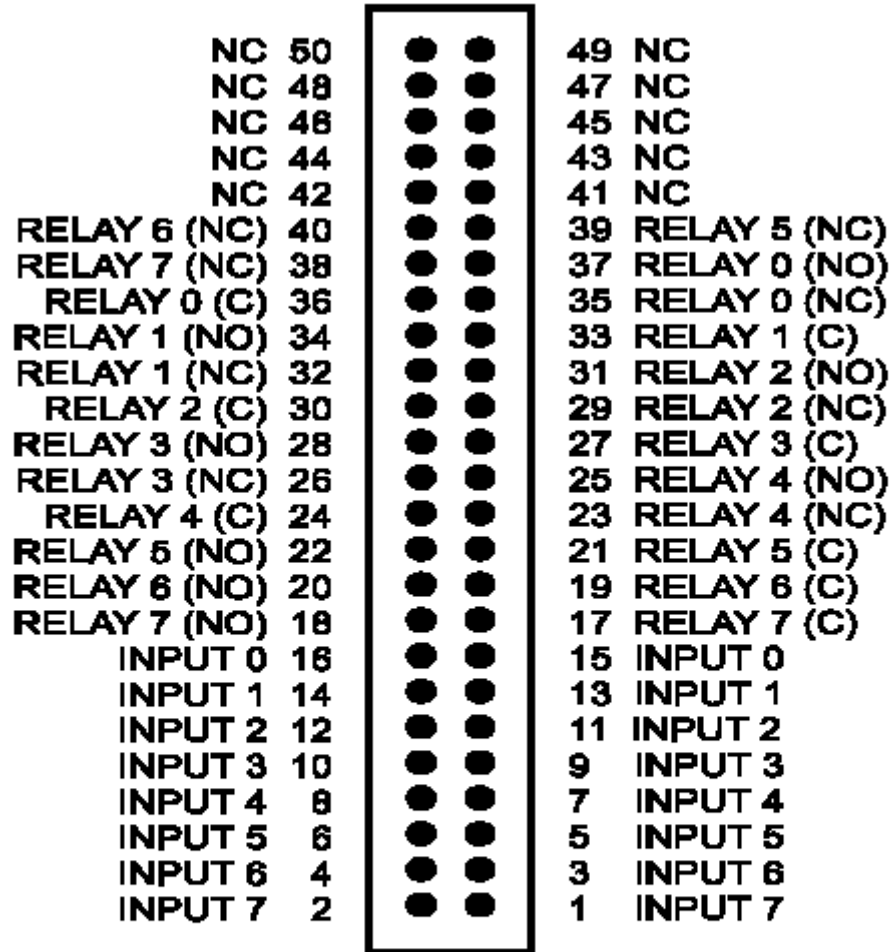 NC 50 49 NC
NC 48 47 NC
NC 46 45 NC
NC 44 43 NC
NC 42 41 NC
RELAY 6 (NC) 40 39 RELAY 5 (NC)
RELAY 7 (NC) 38 37 RELAY 0 (NO)
RELAY 0 (C) 36 35 RELAY 0 (NC)
RELAY 1 (NO) 34 33 RELAY 1 (C)
RELAY 1 (NC) 32 31 RELAY 2 (NO)
RELAY 2 (C) 30 29 RELAY 2 (NC)
RELAY 3 (NO) 28 27 RELAY 3 (C)
RELAY 3 (NC) 26 25 RELAY 4 (NO)
RELAY 4 (C) 24 23 RELAY 4 (NC)
RELAY 5 (NO) 22 21 RELAY 5 (C)
RELAY 6 (NO) 20 19 RELAY 6 (C)
RELAY 7 (NO) 18 17 RELAY 7 (C)
INPUT 0 16 15 INPUT 0
INPUT 1 14 13 INPUT 1
INPUT 2 12 11 INPUT 2
INPUT 3 10 9 INPUT 3
INPUT 4 8 7 INPUT 4
INPUT 5 6 5 INPUT 5
INPUT 6 4 3 INPUT 6
INPUT 7 2 1 INPUT 7